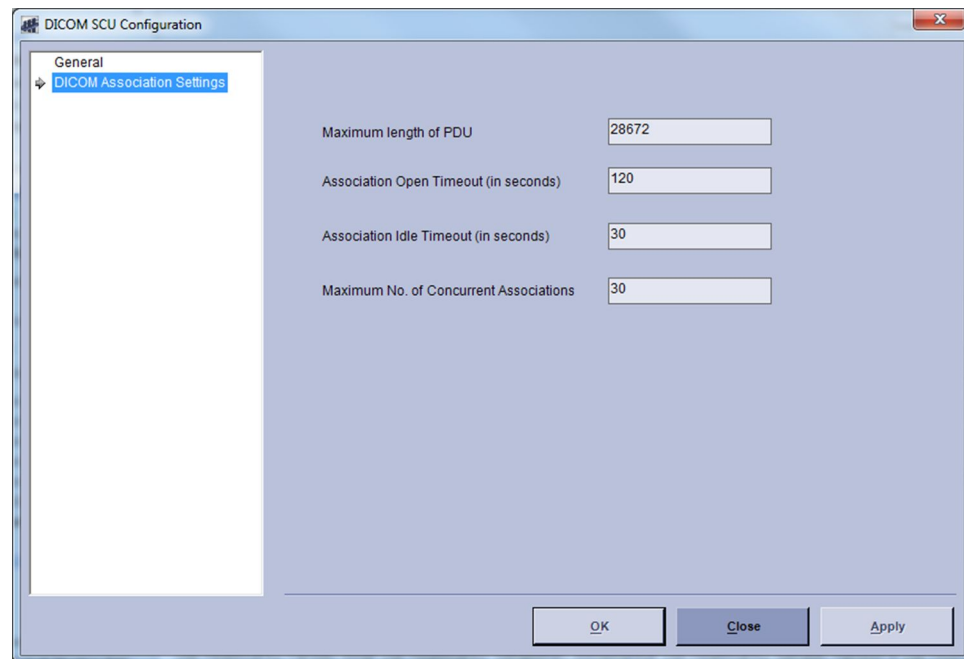 DICOM SCU Configuration
General
DICOM Association Settings
Maximum length of PDU
28672
Association Open Timeout (in seconds)
120
Association Idle Timeout (in seconds)
30
Maximum No. of Concurrent Associations
30
OK
Close
Apply